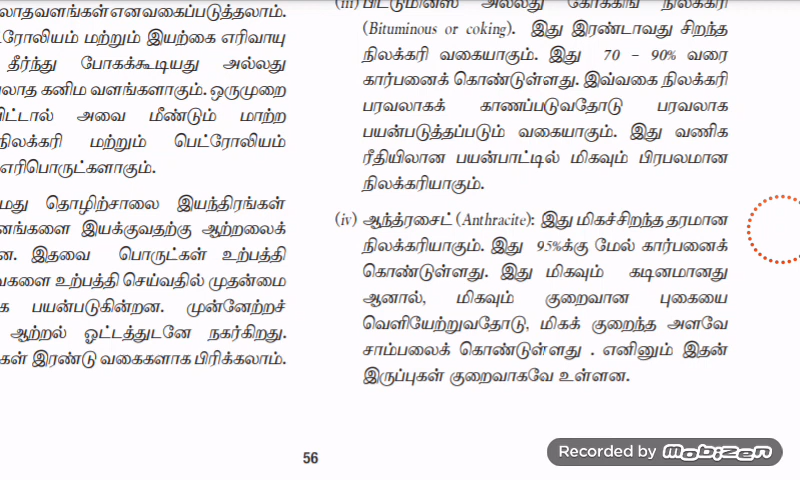 லாதவளங்கள் எனவகைப்படுத்தலாம்.
ட்ரோலியம் மற்றும் இயற்கை எரிவாயு
தீர்ந்து போகக்கூடியது அல்லது
லாத கனிம வளங்களாகும். ஒருமுறை
ிட்டால் அவை மீண்டும் மாற்ற
நிலக்கரி மற்றும் பெட்ரோலியம்
எரிபொருட்களாகும்.
மது தொழிற்சாலை இயந்திரங்கள்
னங்களை இயக்குவதற்கு ஆற்றலைக்
ன. இதவை பொருட்கள் உற்பத்தி
வகளை உற்பத்தி செய்வதில் முதன்மை
க பயன்படுகின்றன. முன்னேற்றச்
ஆற்றல் ஓட்டத்துடனே நகர்கிறது.
கள் இரண்டு வகைகளாக பிரிக்கலாம்.
(iii) பிட்டுமினஸ் அல்லது கோக்கிங் நிலக்கரி
(Bituminous or coking). இது இரண்டாவது சிறந்த
நிலக்கரி வகையாகும். இது 70 – 90% வரை
கார்பனைக் கொண்டுள்ளது. இவ்வகை நிலக்கரி
பரவலாகக் காணப்படுவதோடு பரவலாக
பயன்படுத்தப்படும் வகையாகும். இது வணிக
ரீதியிலான பயன்பாட்டில் மிகவும் பிரபலமான
நிலக்கரியாகும்.
(iv) ஆந்த்ரசைட் (Anthracite): இது மிகச்சிறந்த தரமான
நிலக்கரியாகும். இது 95%க்கு மேல் கார்பனைக்
கொண்டுள்ளது. இது மிகவும் கடினமானது
ஆனால், மிகவும் குறைவான புகையை
வெளியேற்றுவதோடு, மிகக் குறைந்த அளவே
சாம்பலைக் கொண்டுள்ளது . எனினும் இதன்
இருப்புகள் குறைவாகவே உள்ளன.
56
Recorded by mobizen